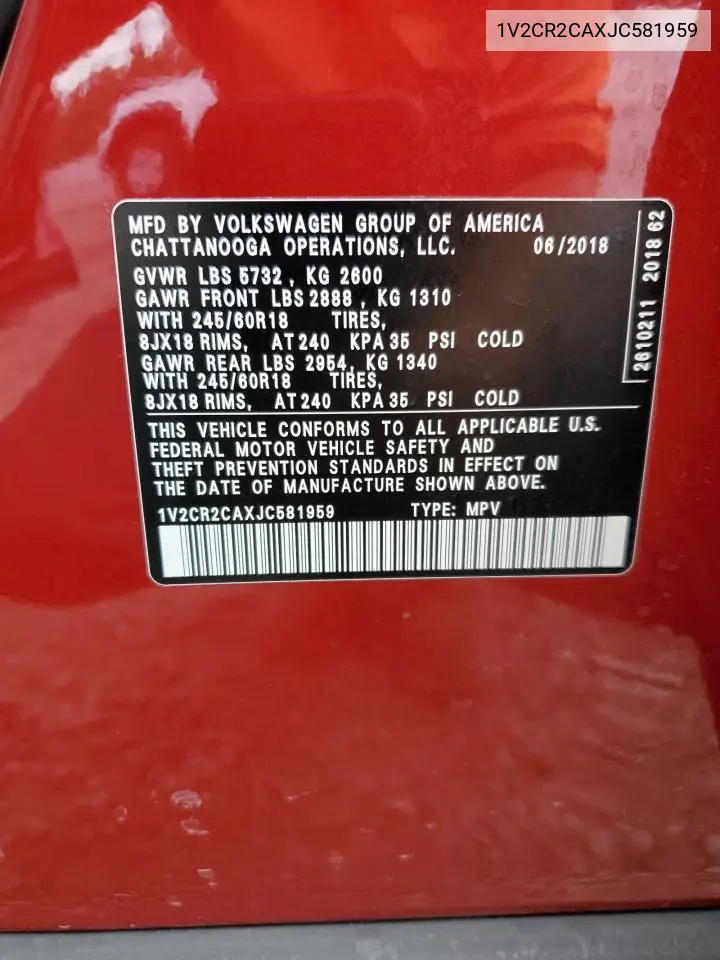 1V2CR2CAXJC581959
MFD BY VOLKSWAGEN GROUP OF AMERICA
CHATTANOOGA OPERATIONS, LLC. 06/2018
GVWR LBS 5732 , KG 2600
GAWR FRONT LBS 2888 , KG 1310
WITH 245/60R18 TIRES,
8JX18 RIMS, AT 240 KPA 35 PSI COLD
GAWR REAR LBS 2954, KG 1340
WITH 245/60R18 TIRES,
8JX18 RIMS, AT 240 KPA 35 PSI COLD
2610211 2018 62
THIS VEHICLE CONFORMS TO ALL APPLICABLE U.S.
FEDERAL MOTOR VEHICLE SAFETY AND
THEFT PREVENTION STANDARDS IN EFFECT ON
THE DATE OF MANUFACTURE SHOWN ABOVE.
1V2CR2CAXJC581959 TYPE: MPV